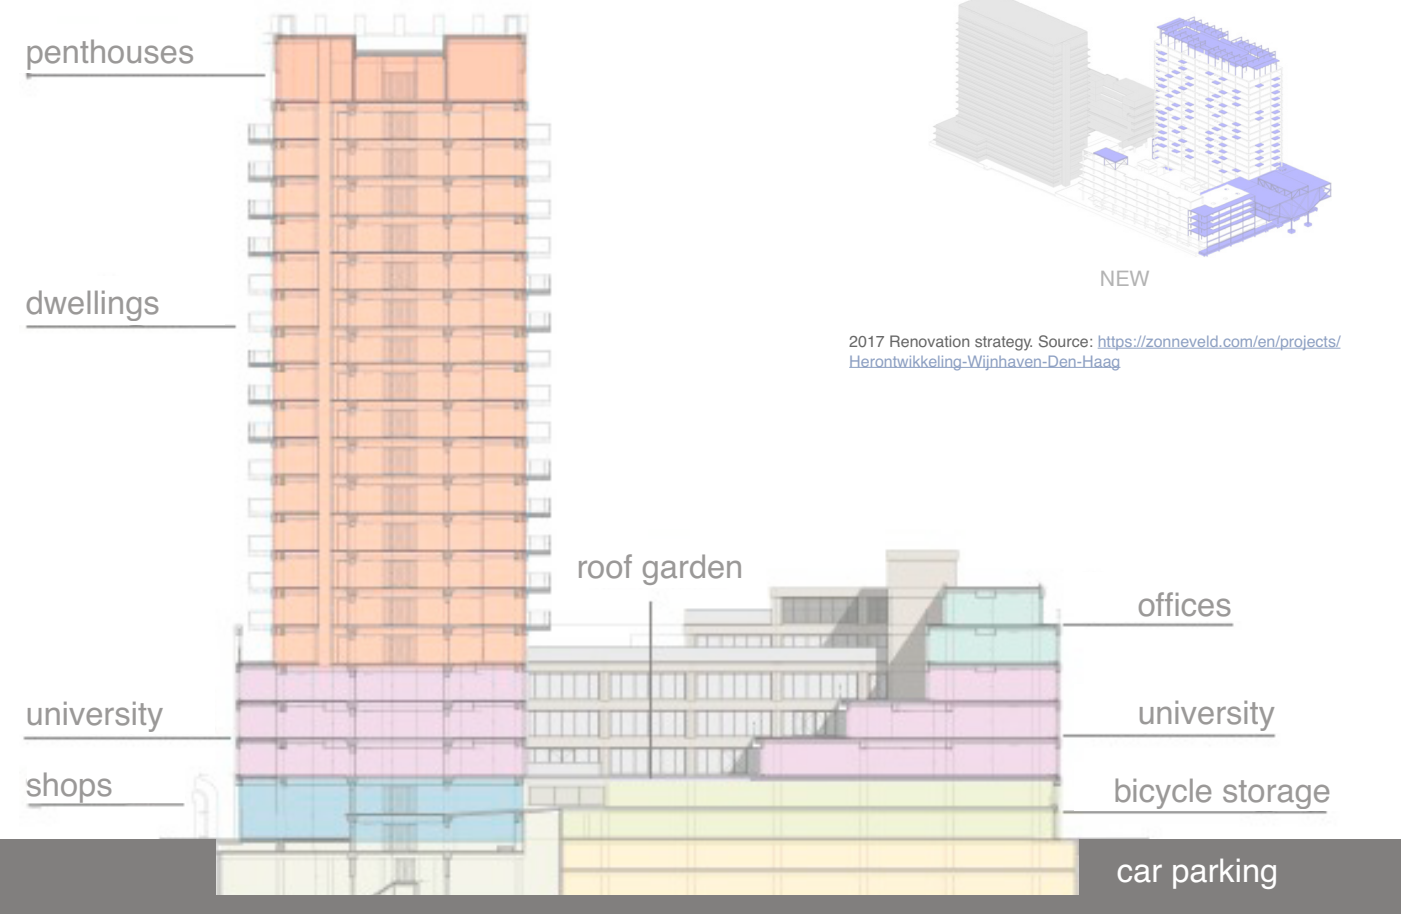 penthouses
dwellings
university
shops
roof garden
offices
university
bicycle storage
car parking
NEW
2017 Renovation strategy. Source: https://zonneveld.com/en/projects/
Herontwikkeling-Wijnhaven-Den-Haag